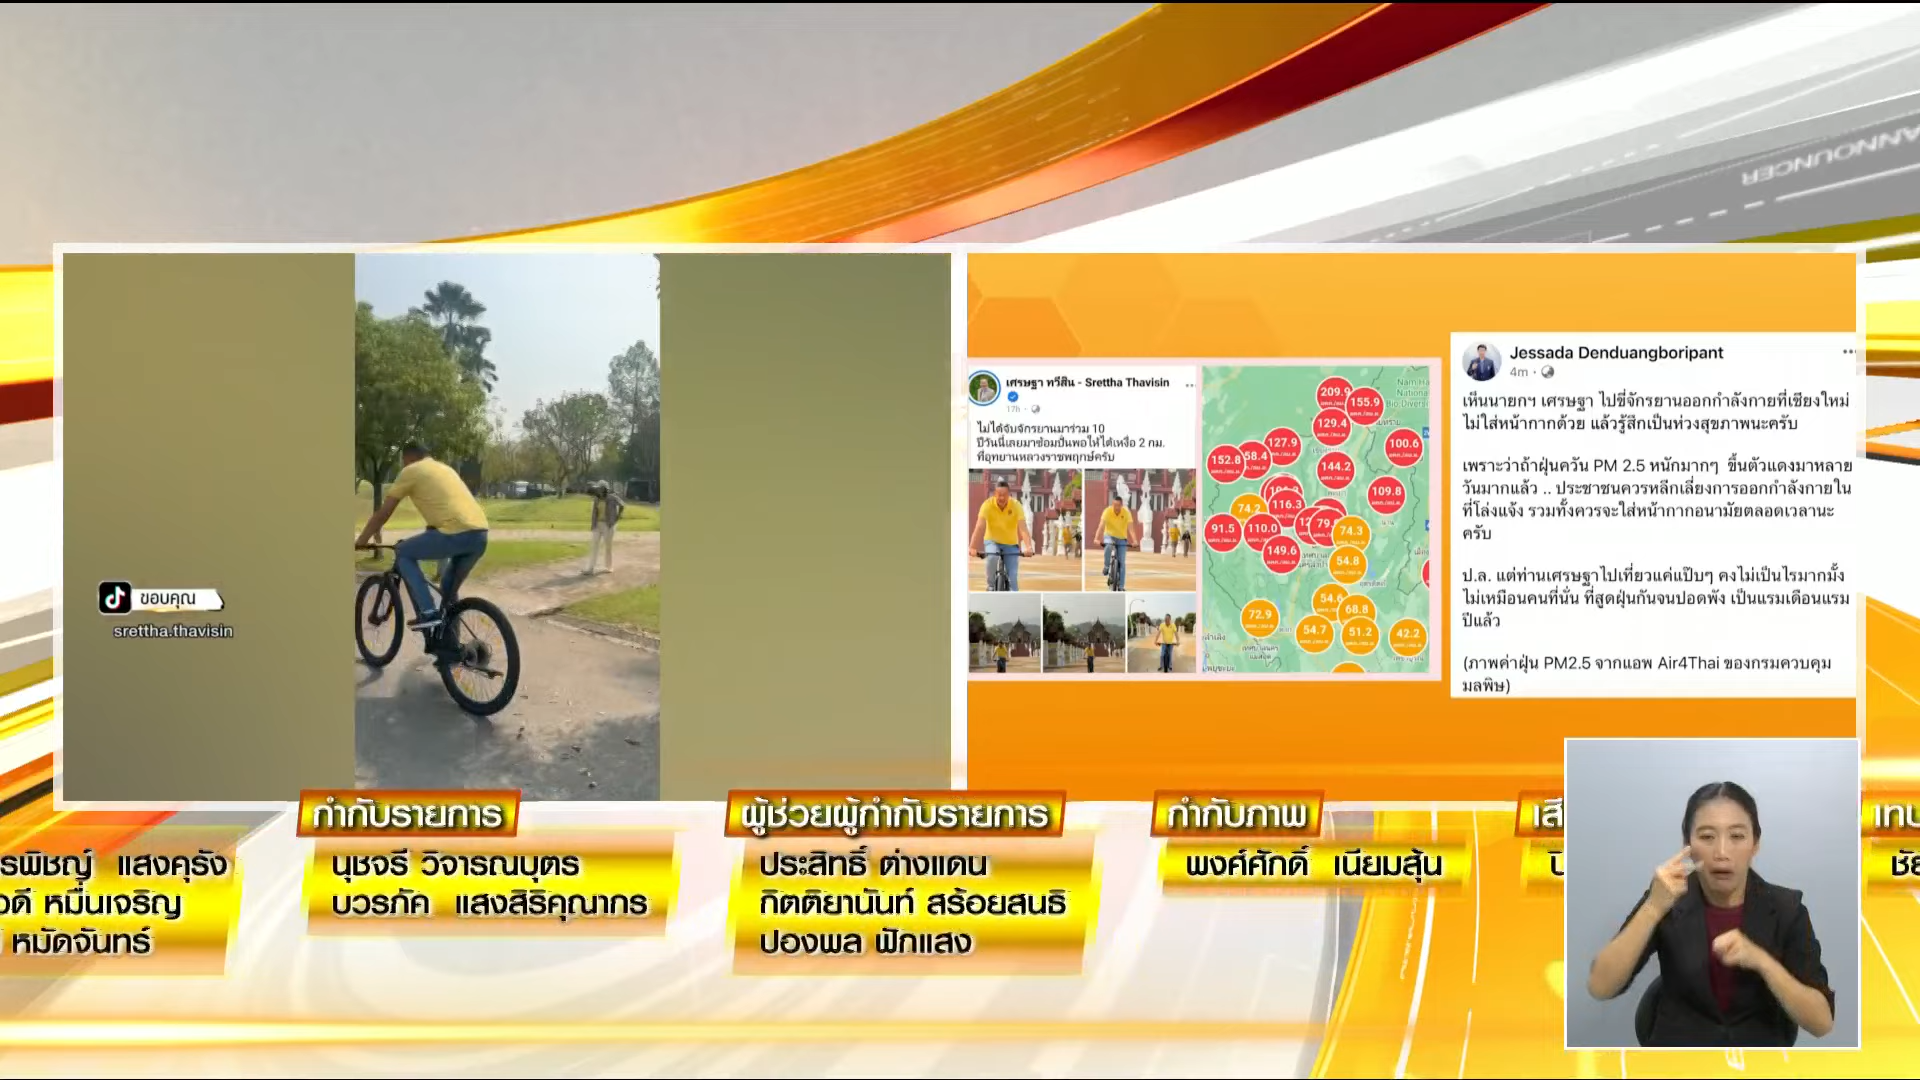 ANNOUNCER
ขอบคุณ
srettha.thavisin
เศรษฐา ทวีสิน - Srettha Thavisin
17h
ไม่ได้จับจักรยานมาร่วม 10
ปีวันนี้เลยมาซ้อมปั่นพอให้ได้เหงื่อ 2 กม.
ที่อุทยานหลวงราชพฤกษ์ครับ
209.9
155.9
129.4
100.6
127.9
152.8
58.4
144.2
109.8
116.3
74.2
91.5
110.0
79.
74.3
149.6
54.8
54.6
68.8
72.9
54.7
51.2
42.2
Jessada Denduangboripant
4m
เห็นนายกฯ เศรษฐา ไปขี่จักรยานออกกำลังกายที่เชียงใหม่
ไม่ใส่หน้ากากด้วย แล้วรู้สึกเป็นห่วงสุขภาพนะครับ
เพราะว่าถ้าฝุ่นควัน PM 2.5 หนักมากๆ ขึ้นตัวแดงมาหลาย
วันมากแล้ว .. ประชาชนควรหลีกเลี่ยงการออกกำลังกายใน
ที่โล่งแจ้ง รวมทั้งควรจะใส่หน้ากากอนามัยตลอดเวลานะ
ครับ
ป.ล. แต่ท่านเศรษฐาไปเที่ยวแค่แป๊บๆ คงไม่เป็นไรมากมั้ง
ไม่เหมือนคนที่นั่น ที่สูดฝุ่นกันจนปอดพัง เป็นแรมเดือนแรม
ปีแล้ว
(ภาพค่าฝุ่น PM2.5 จากแอพ Air4Thai ของกรมควบคุม
มลพิษ)
รพิชญ์ แสงคุรัง
วดี หมื่นเจริญ
หมัดจันทร์
กำกับรายการ
นุชจรี วิจารณบุตร
บวรภัค แสงสิริคุณากร
ผู้ช่วยผู้กำกับรายการ
ประสิทธิ์ ต่างแดน
กิตติยานันท์ สร้อยสนธิ
ปองพล ฟักแสง
กำกับภาพ
พงศ์ศักดิ์ เนียมสุ้น